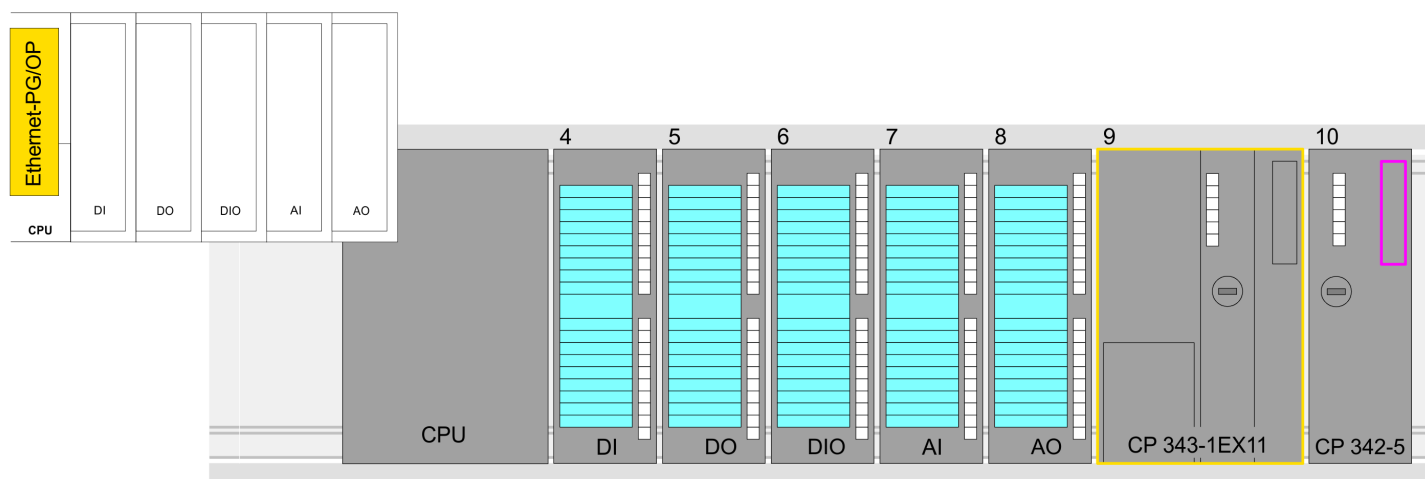 Ethernet-PG/OP
CPU
DI
DO
DIO
AI
AO
4
5
6
7
8
9
10
CPU
DI
DO
DIO
AI
AO
CP 343-1EX11
CP 342-5